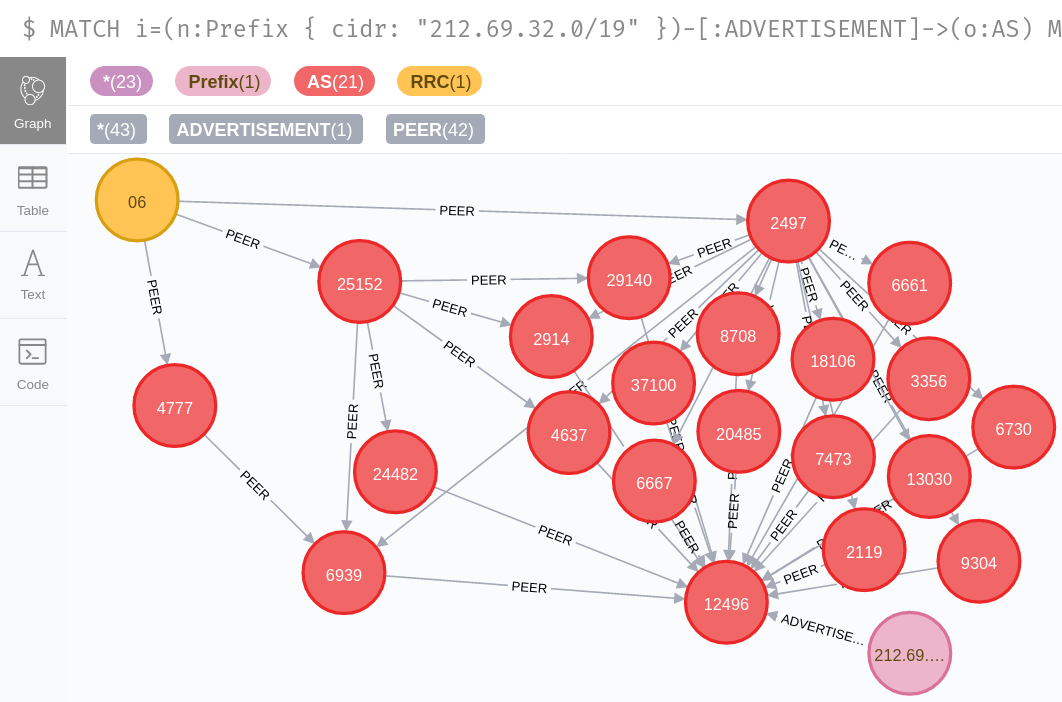 $ MATCH i=(n:Prefix { cidr: "212.69.32.0/19" })-[:ADVERTISEMENT]->(o:AS) M
Graph
Table
Text
Code
*(23) Prefix(1) AS(21) RRC(1)
*(43) ADVERTISEMENT(1) PEER(42)
06
PEER
2497
PEER
PEER
PE...
25152
PEER
29140
EER
PEER
PEER
6661
PEER
PEER
2914
PEER
8708
18106
PEER
4777
37100
3356
PEER
PEER
PEER
4637
20485
7473
6730
24482
6667
PEER
13030
PEER
PEER
PEER
PEER
PEER
2119
9304
6939
PEER
12496
PEER
ADVERTISE...
212.69....